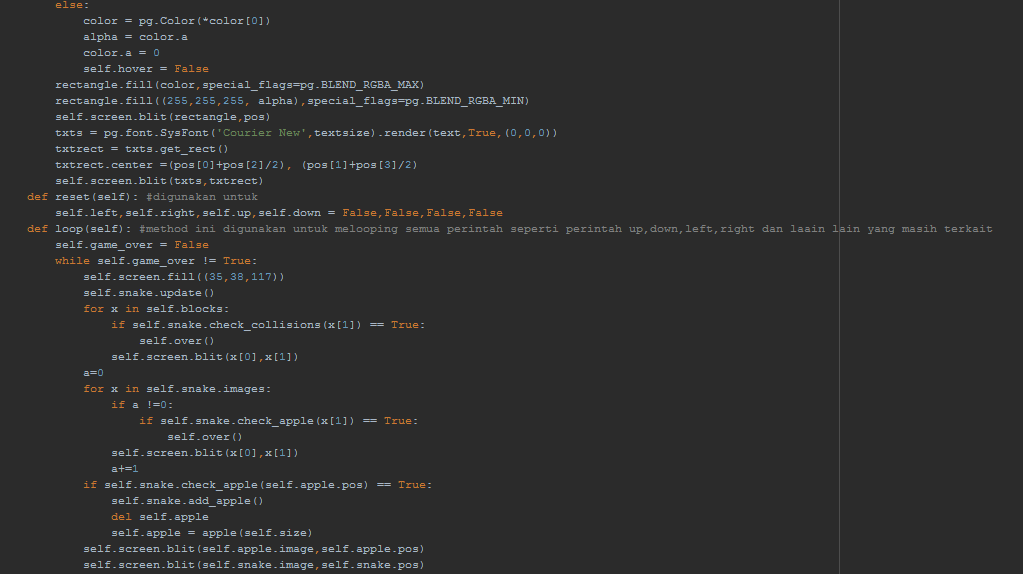 else:
color = pg.Color(*color[0])
alpha = color.a
color.a = 0
self.hover = False
rectangle.fill(color,special_flags=pg.BLEND_RGBA_MAX)
rectangle.fill((255,255,255, alpha),special_flags=pg.BLEND_RGBA_MIN)
self.screen.blit(rectangle,pos)
txts = pg.font.SysFont('Courier New',textsize).render(text,True,(0,0,0))
txtrect = txts.get_rect()
txtrect.center =(pos[0]+pos[2]/2), (pos[1]+pos[3]/2)
self.screen.blit(txts,txtrect)
def reset(self): #digunakan untuk
self.left,self.right,self.up,self.down = False,False,False,False
def loop(self): #method ini digunakan untuk melooping semua perintah seperti perintah up,down,left,right dan laain lain yang masih terkait
self.game_over = False
while self.game_over != True:
self.screen.fill((35,38,117))
self.snake.update()
for x in self.blocks:
if self.snake.check_collisions(x[1]) == True:
self.over()
self.screen.blit(x[0],x[1])
a=0
for x in self.snake.images:
if a !=0:
if self.snake.check_apple(x[1]) == True:
self.over()
self.screen.blit(x[0],x[1])
a+=1
if self.snake.check_apple(self.apple.pos) == True:
self.snake.add_apple()
del self.apple
self.apple = apple(self.size)
self.screen.blit(self.apple.image,self.apple.pos)
self.screen.blit(self.snake.image,self.snake.pos)